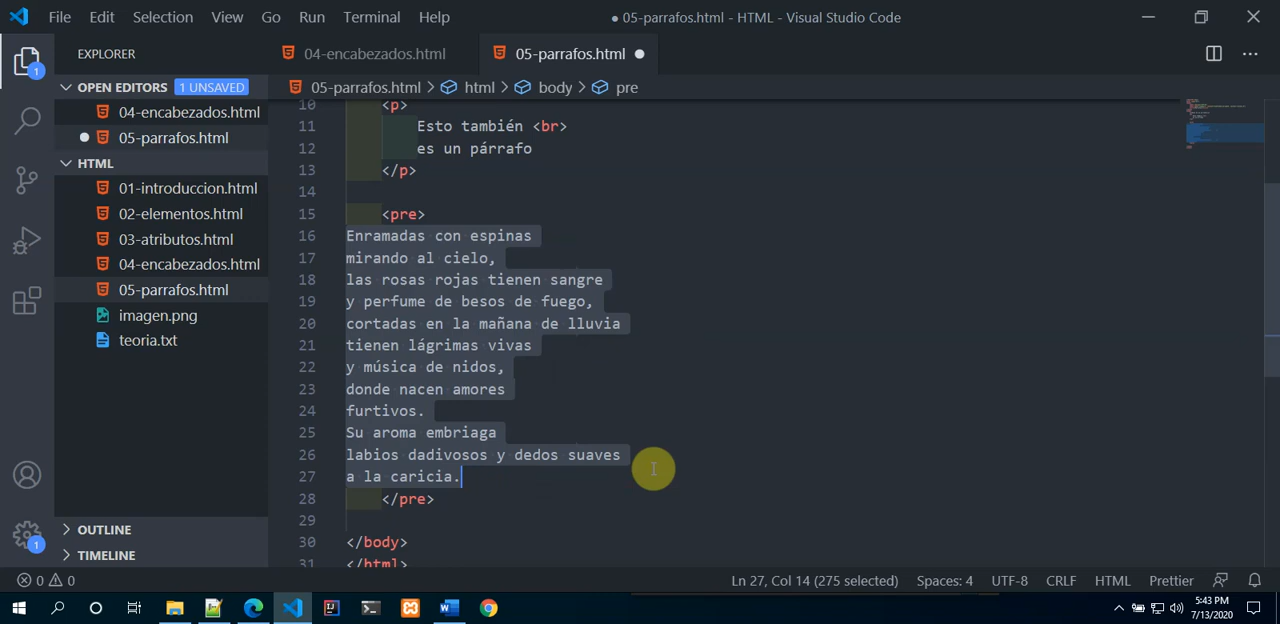 File Edit Selection View Go Run Terminal Help ● 05-parrafos.html - HTML - Visual Studio Code
EXPLORER 04-encabezados.html 05-parrafos.html ●
OPEN EDITORS 1 UNSAVED 05-parrafos.html > html > body > pre
04-encabezados.html
● 05-parrafos.html
HTML
01-introduccion.html
02-elementos.html
03-atributos.html
04-encabezados.html
05-parrafos.html
imagen.png
teoria.txt
OUTLINE
TIMELINE
1
1
10 <p>
11 Esto también <br>
12 es un párrafo
13 </p>
14
15 <pre>
16 Enramadas con espinas
17 mirando al cielo,
18 las rosas rojas tienen sangre
19 y perfume de besos de fuego,
20 cortadas en la mañana de lluvia
21 tienen lágrimas vivas
22 y música de nidos,
23 donde nacen amores
24 furtivos.
25 Su aroma embriaga
26 labios dadivosos y dedos suaves
27 a la caricia.
28 </pre>
29
30 </body>
31 </html>
0 0 Ln 27, Col 14 (275 selected) Spaces: 4 UTF-8 CRLF HTML Prettier
5:43 PM
7/13/2020